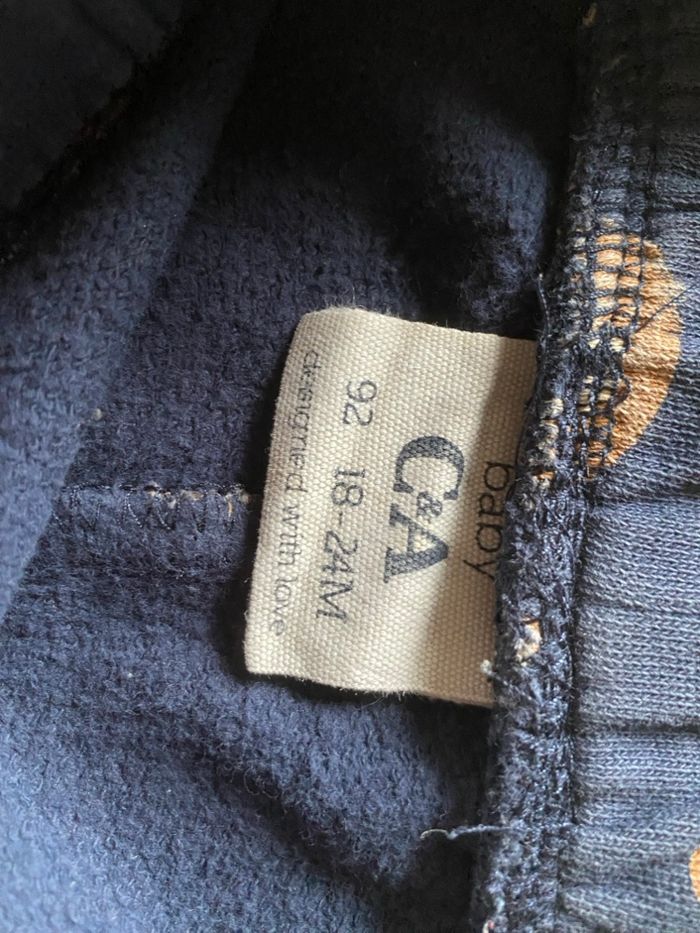 baby
C&A
92 18-24M
designed with love